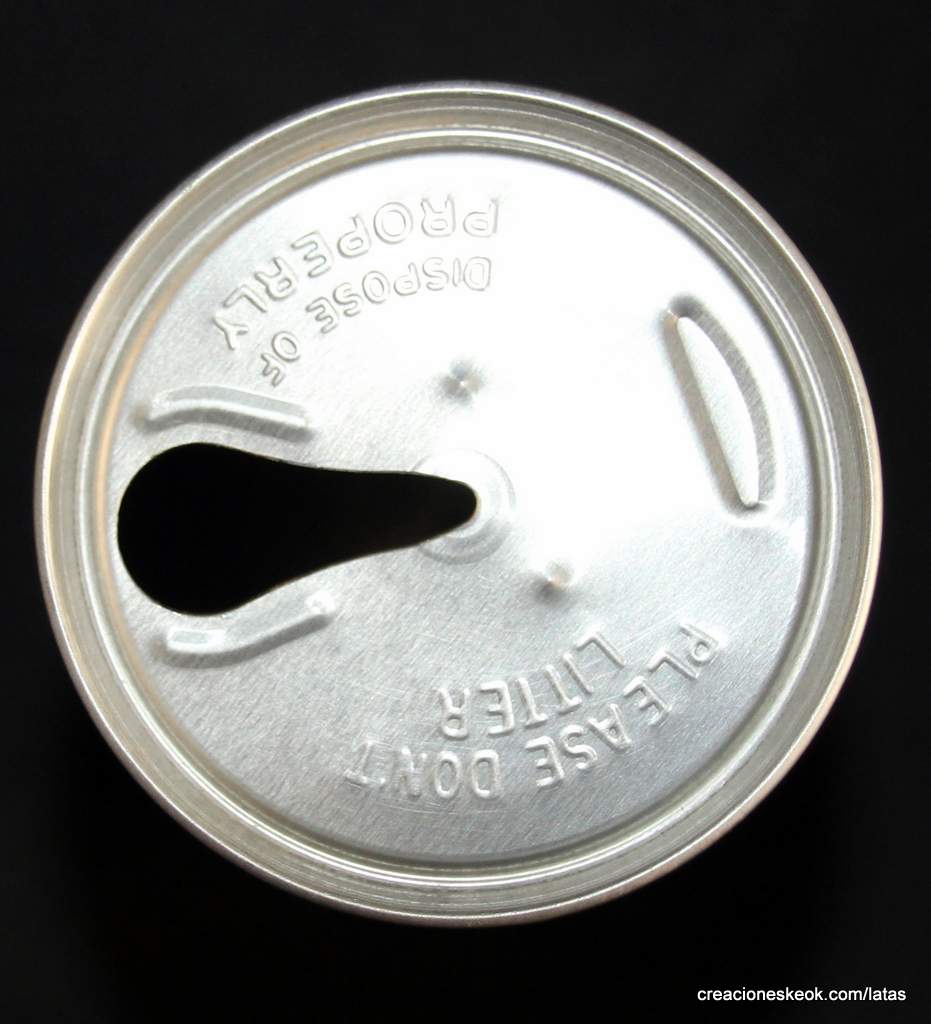 DISPOSE OF
PROPERLY
PLEASE DON'T
LITTER
creacioneskeok.com/latas